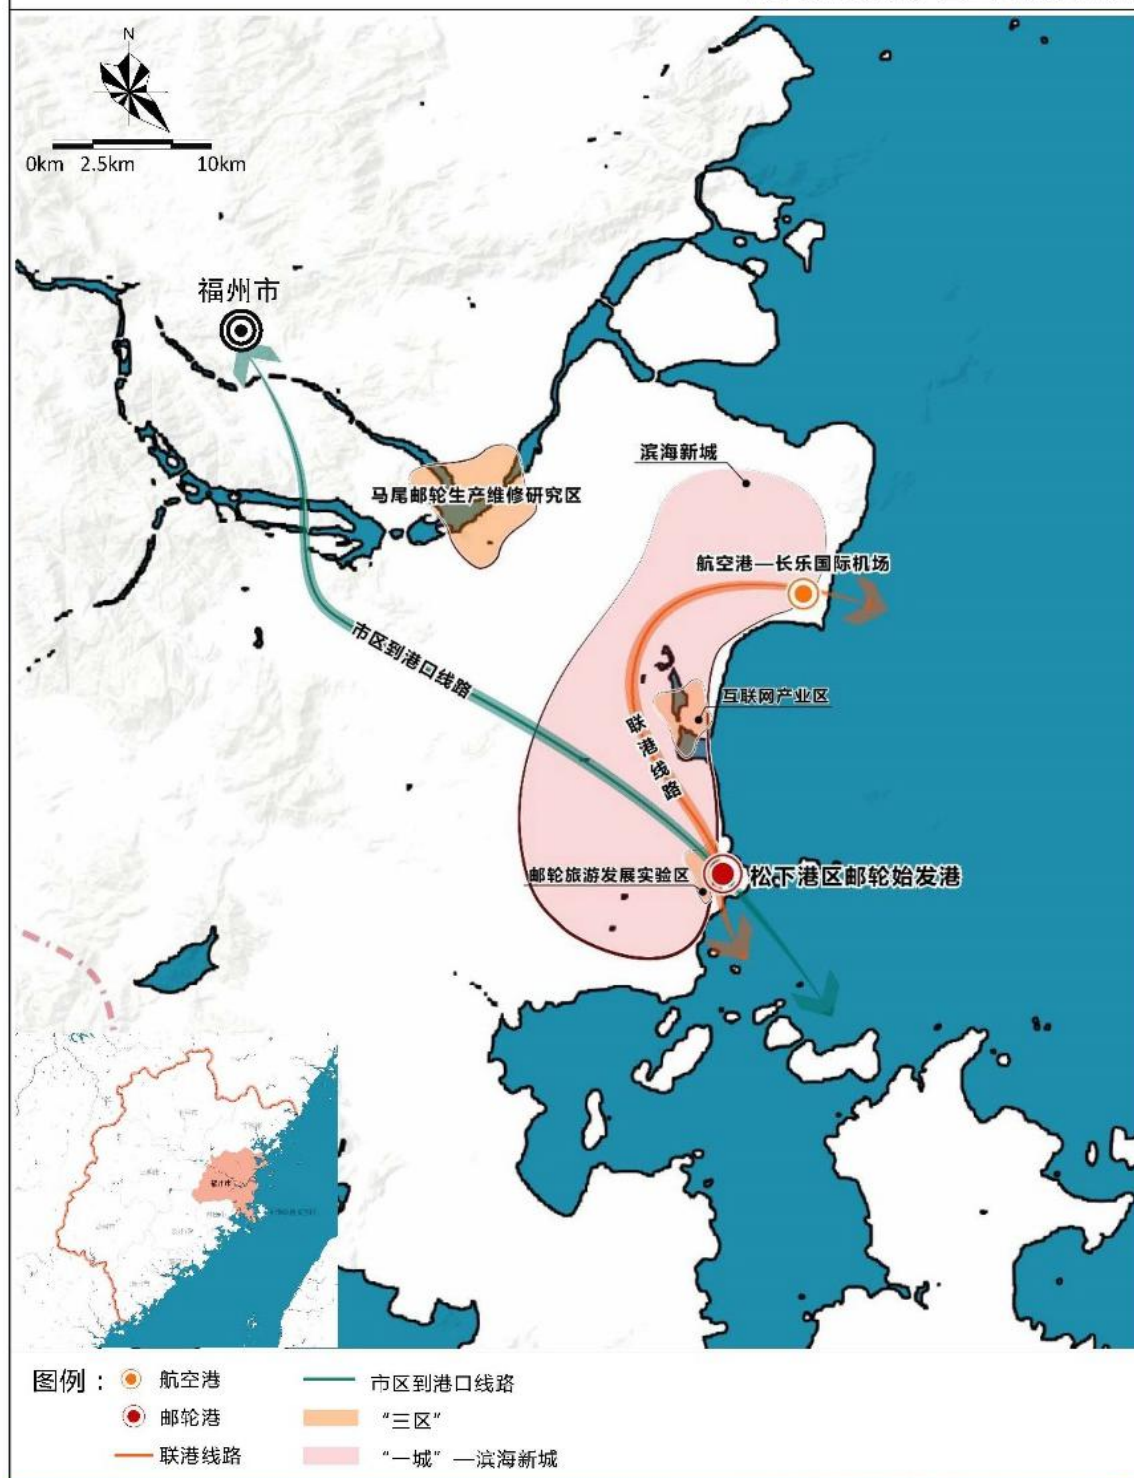 N
0km 2.5km 10km
福州市
滨海新城
马尾邮轮生产维修研究区
航空港—长乐国际机场
市区到港口线路
互联网产业区
联港线路
邮轮旅游发展实验区
松下港区邮轮始发港
福州市
图例：
航空港
市区到港口线路
邮轮港
“三区”
联港线路
“一城”—滨海新城